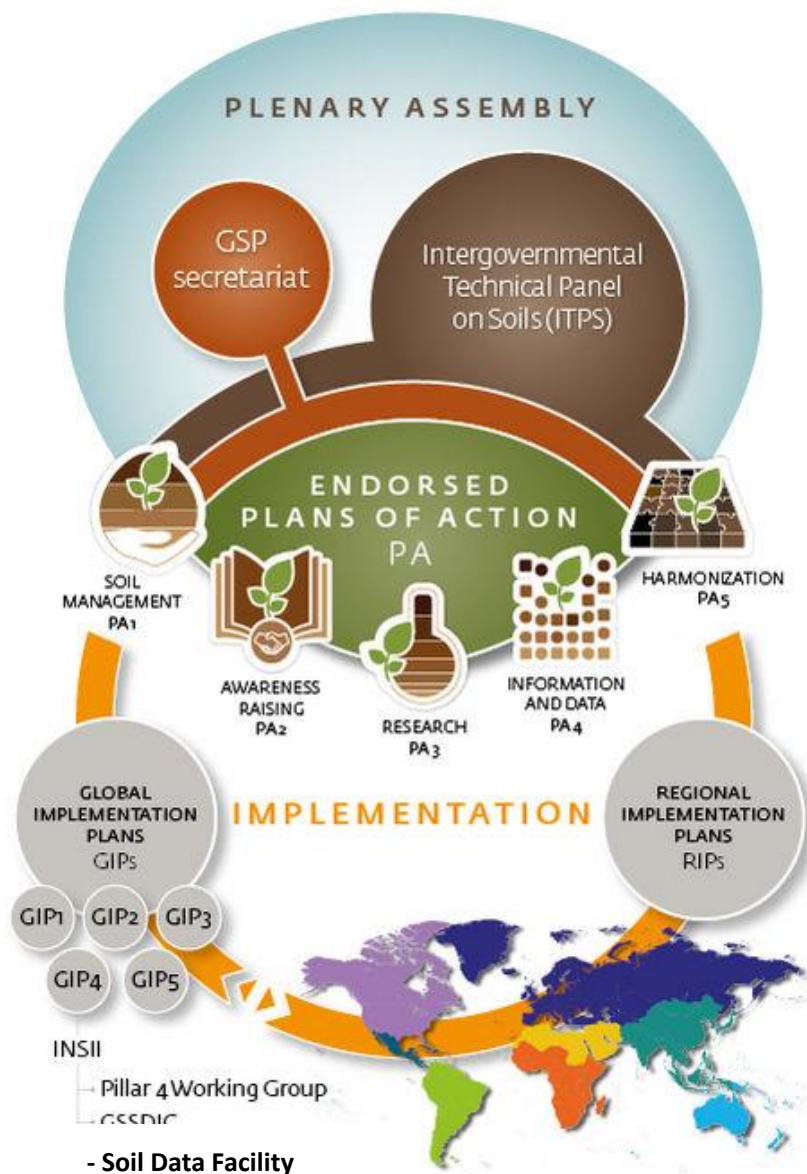 PLENARY ASSEMBLY
GSP
secretariat
Intergovernmental
Technical Panel
on Soils (ITPS)
ENDORSED
PLANS OF ACTION
PA
SOIL
MANAGEMENT
PA1
AWARENESS
RAISING
PA2
RESEARCH
PA3
INFORMATION
AND DATA
PA4
HARMONIZATION
PA5
GLOBAL
IMPLEMENTATION
PLANS
GIPs
IMPLEMENTATION
REGIONAL
IMPLEMENTATION
PLANS
RIPs
GIP1
GIP2
GIP3
GIP4
GIP5
INSII
Pillar 4 Working Group
- Soil Data Facility